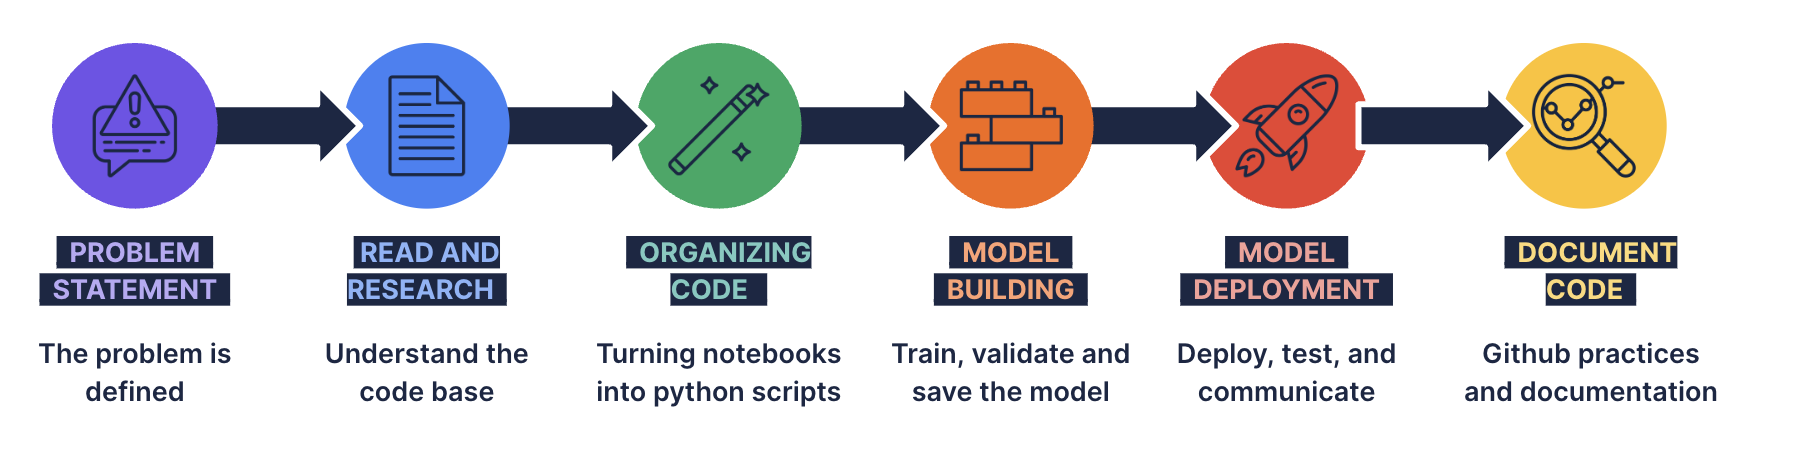 PROBLEM
STATEMENT
The problem is
defined
READ AND
RESEARCH
Understand the
code base
ORGANIZING
CODE
Turning notebooks
into python scripts
MODEL
BUILDING
Train, validate and
save the model
MODEL
DEPLOYMENT
Deploy, test, and
communicate
DOCUMENT
CODE
Github practices
and documentation